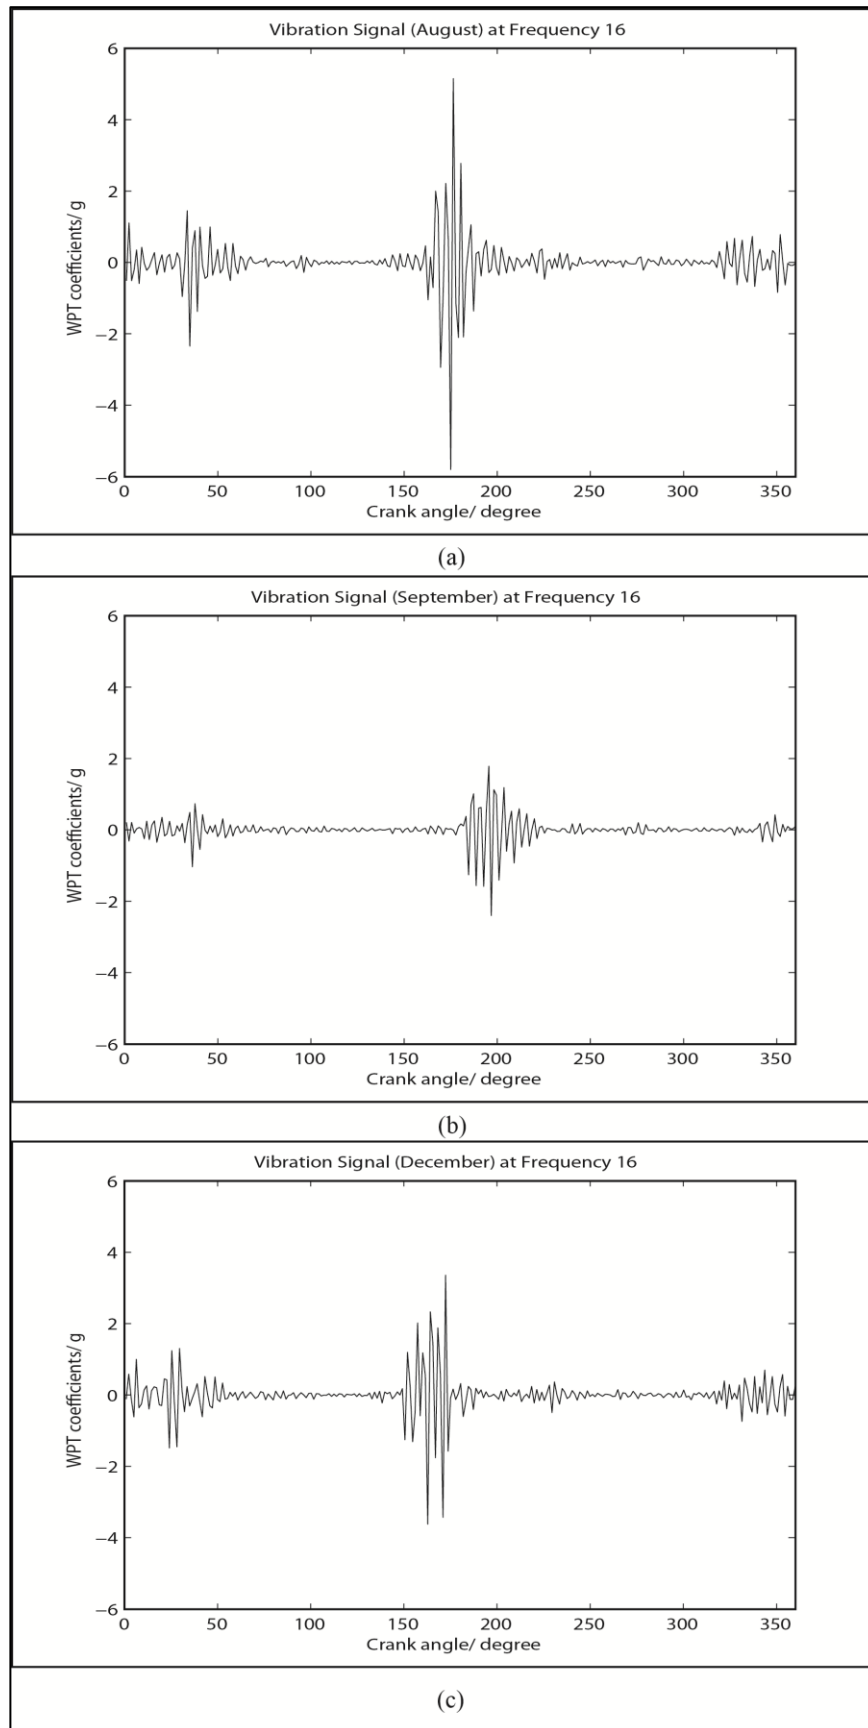 Vibration Signal (August) at Frequency 16
6
4
2
0
−2
−4
−6
WPT coefficients/ g
0 50 100 150 200 250 300 350
Crank angle/ degree
(a)
Vibration Signal (September) at Frequency 16
6
4
2
0
−2
−4
−6
WPT coefficients/ g
0 50 100 150 200 250 300 350
Crank angle/ degree
(b)
Vibration Signal (December) at Frequency 16
6
4
2
0
−2
−4
−6
WPT coefficients/ g
0 50 100 150 200 250 300 350
Crank angle/ degree
(c)